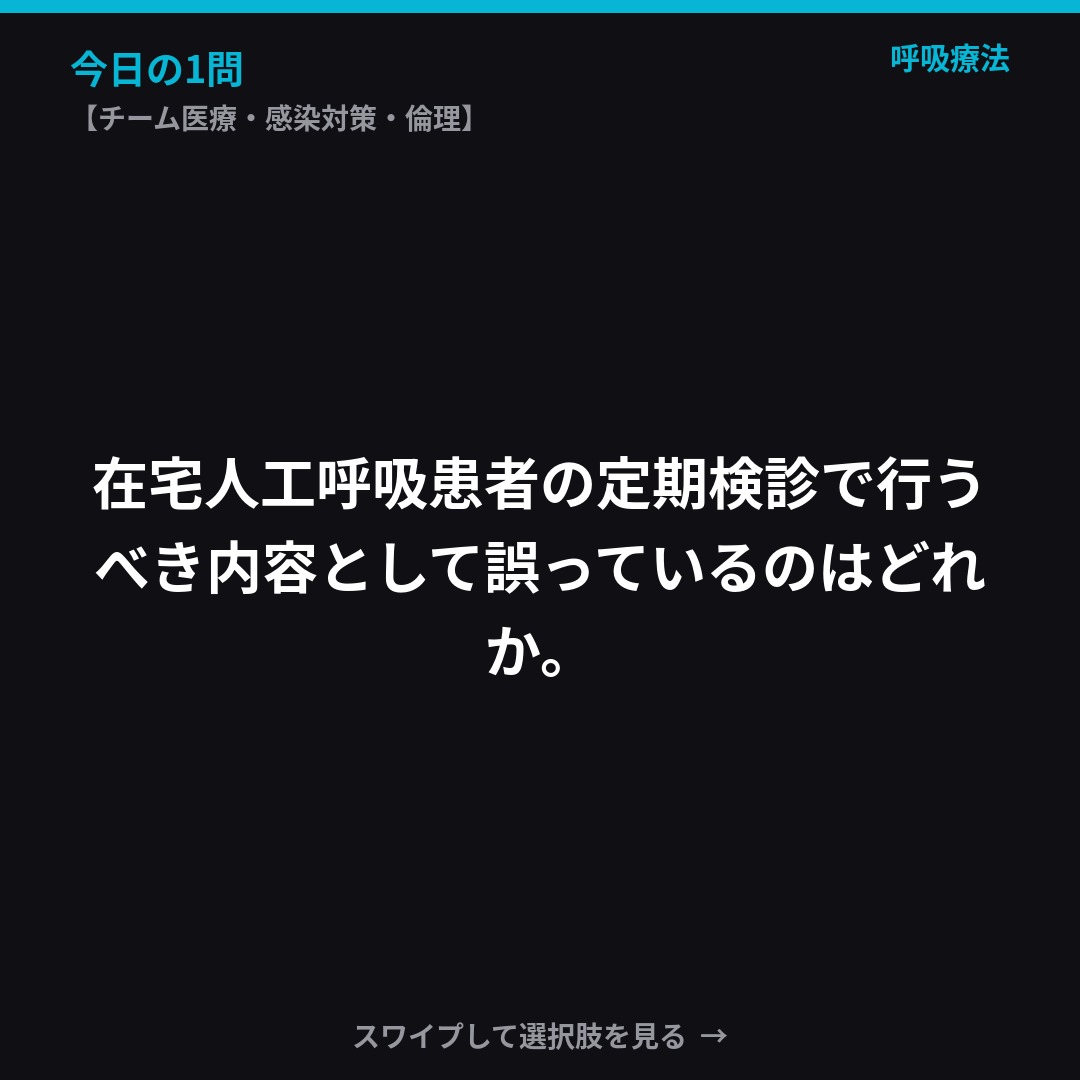 今日の1問
呼吸療法
【チーム医療・感染対策・倫理】
在宅人工呼吸患者の定期検診で行う
べき内容として誤っているのはどれ
か。
スワイプして選択肢を見る →